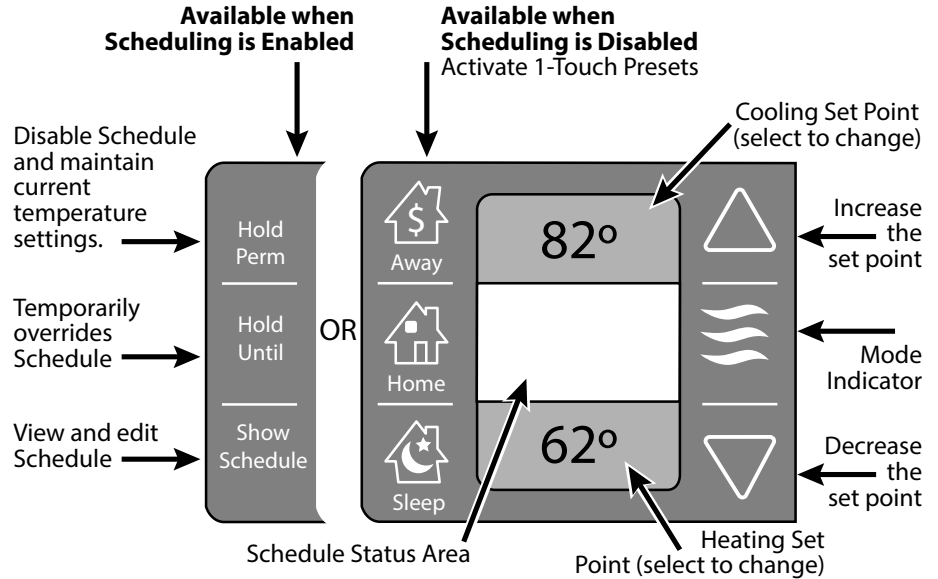 Available when
Scheduling is Enabled
Available when
Scheduling is Disabled
Activate 1-Touch Presets
Disable Schedule
and maintain
current
temperature
settings.
Temporarily
overrides
Schedule
View and edit
Schedule
Hold
Perm
Hold
Until
Show
Schedule
OR
$
Away
Home
Sleep
82º
62º
Cooling Set Point
(select to change)
Increase
the
set point
Mode
Indicator
Decrease
the
set point
Schedule Status Area
Heating Set
Point (select to change)